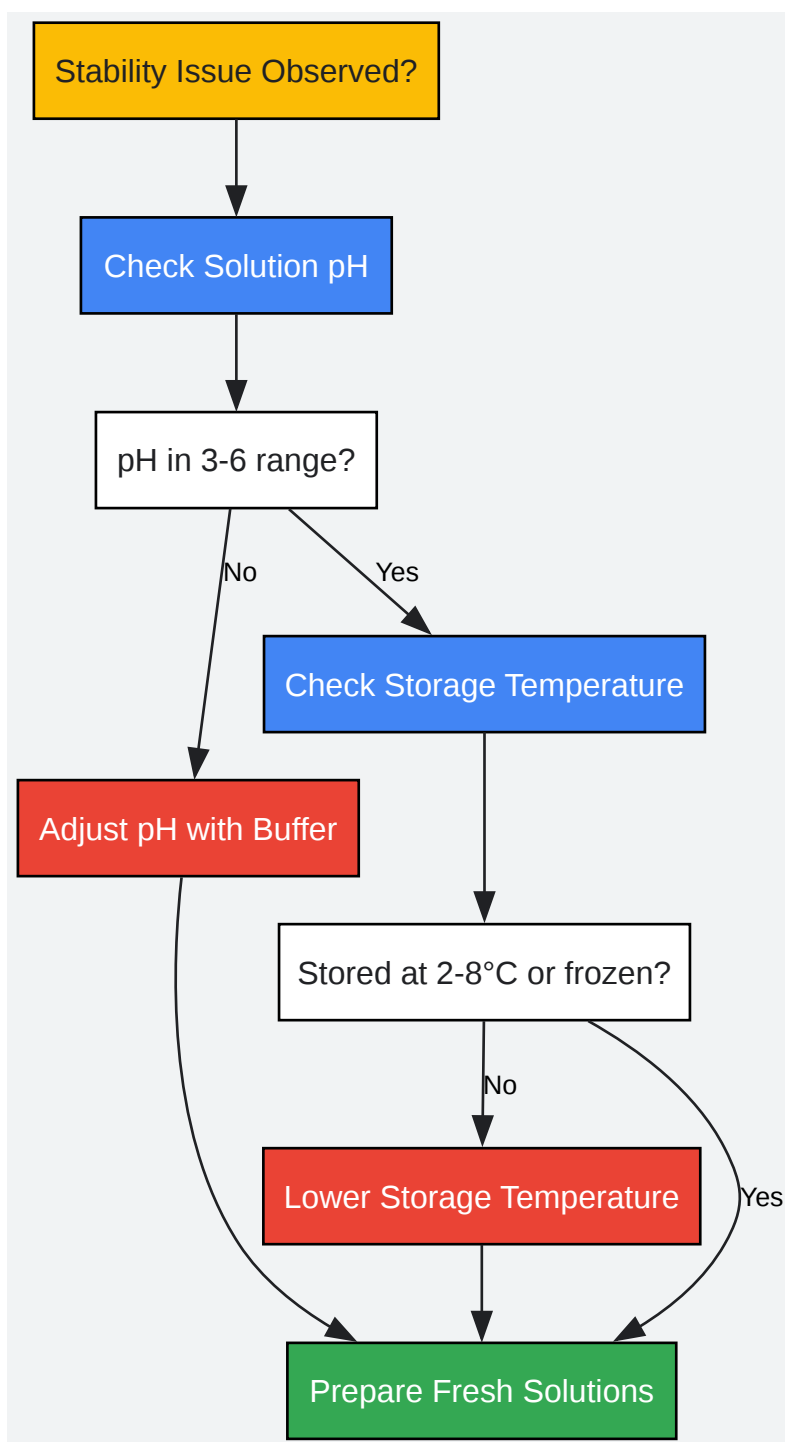 Stability Issue Observed?
Check Solution pH
pH in 3-6 range?
No
Yes
Check Storage Temperature
Adjust pH with Buffer
Stored at 2-8°C or frozen?
No
Lower Storage Temperature
Yes
Prepare Fresh Solutions